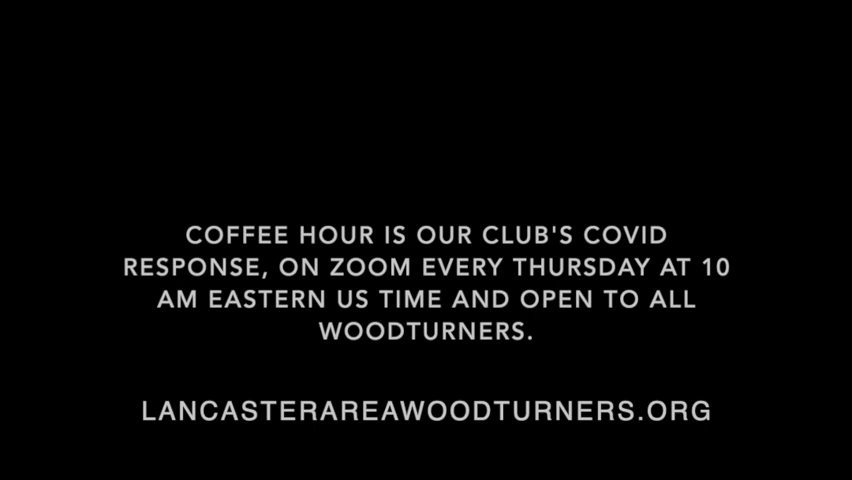 COFFEE HOUR IS OUR CLUB'S COVID
RESPONSE, ON ZOOM EVERY THURSDAY AT 10
AM EASTERN US TIME AND OPEN TO ALL
WOODTURNERS.
LANCASTERAREAWOODTURNERS.ORG